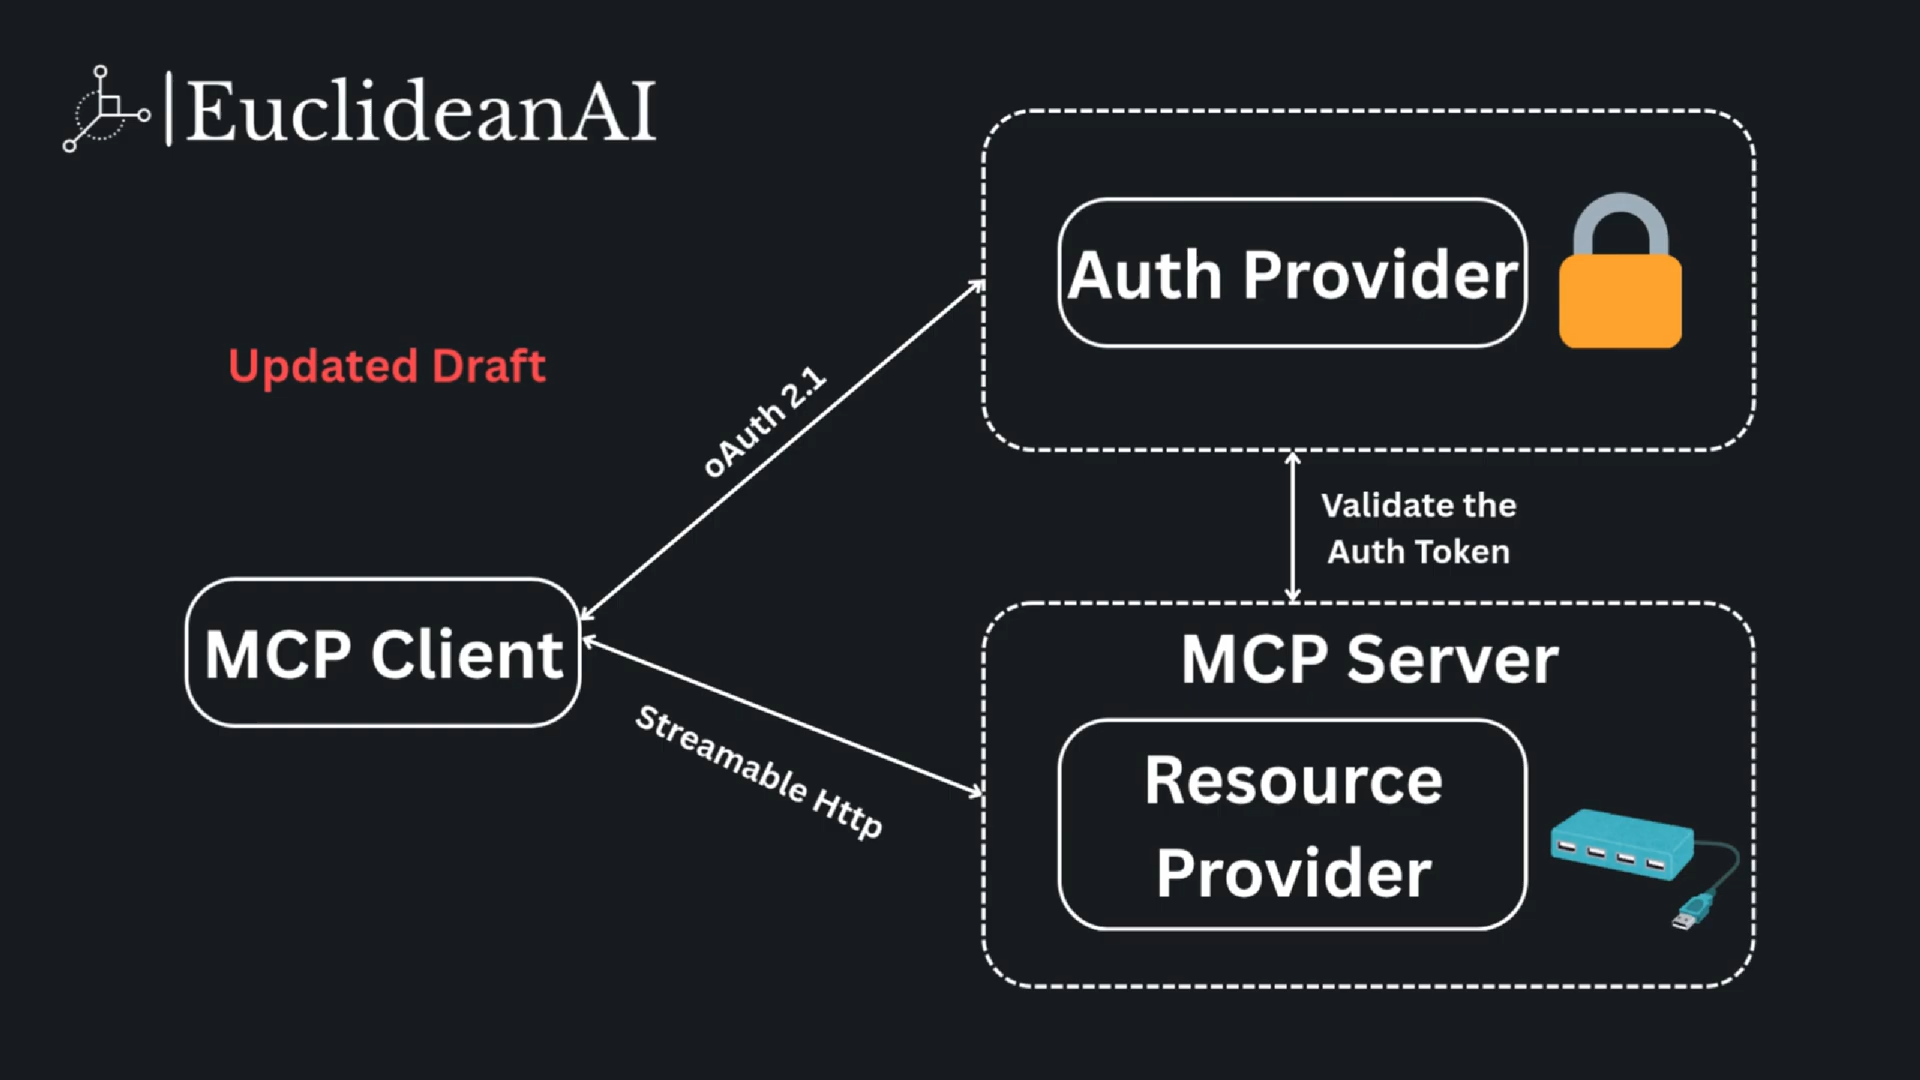 EuclideanAI
Updated Draft
Auth Provider
oAuth 2.1
Validate the
Auth Token
MCP Client
MCP Server
Streamable Http
Resource
Provider